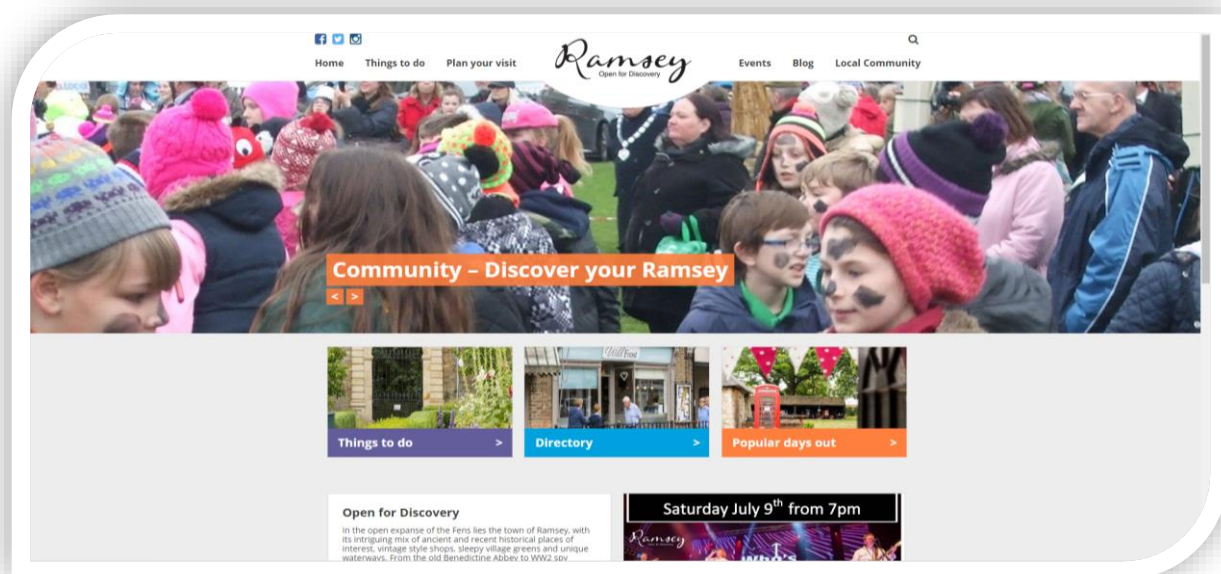 Home Things to do Plan your visit
Ramsey
Open for Discovery
Events Blog Local Community
Community – Discover your Ramsey
< >
Things to do >
Directory >
Popular days out >
Open for Discovery
In the open expanse of the Fens lies the town of Ramsey, with
its intriguing mix of ancient and recent historical places of
interest, vintage style shops, sleepy village greens and unique
waterways. From the old Benedictine Abbey to WW2 spy
Saturday July 9th from 7pm
Ramsey
Who's